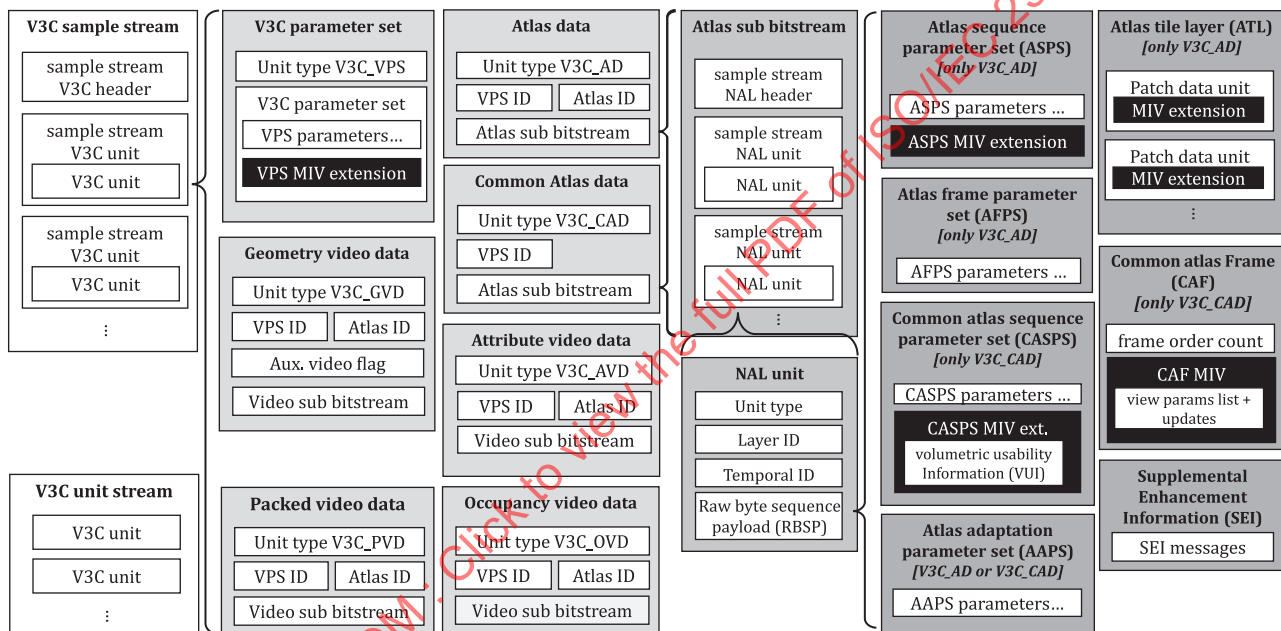 V3C sample stream
sample stream
V3C header
sample stream
V3C unit
V3C unit
sample stream
V3C unit
V3C unit
⋮
V3C unit stream
V3C unit
V3C unit
⋮
V3C parameter set
Unit type V3C_VPS
V3C parameter set
VPS parameters...
VPS MIV extension
Geometry video data
Unit type V3C_GVD
VPS ID
Atlas ID
Aux. video flag
Video sub bitstream
Packed video data
Unit type V3C_PVD
VPS ID
Atlas ID
Video sub bitstream
Atlas data
Unit type V3C_AD
VPS ID
Atlas ID
Atlas sub bitstream
Common Atlas data
Unit type V3C_CAD
VPS ID
Atlas sub bitstream
Attribute video data
Unit type V3C_AVD
VPS ID
Atlas ID
Video sub bitstream
Occupancy video data
Unit type V3C_OVD
VPS ID
Atlas ID
Video sub bitstream
Atlas sub bitstream
sample stream
NAL header
sample stream
NAL unit
NAL unit
sample stream
NAL unit
NAL unit
⋮
NAL unit
Unit type
Layer ID
Temporal ID
Raw byte sequence
payload (RBSP)
Atlas sequence
parameter set (ASPS)
[only V3C_AD]
ASPS parameters ...
ASPS MIV extension
Atlas frame parameter
set (AFPS)
[only V3C_AD]
AFPS parameters ...
Common atlas sequence
parameter set (CASPS)
[only V3C_CAD]
CASPS parameters ...
CASPS MIV ext.
volumetric usability
Information (VUI)
Atlas adaptation
parameter set (AAPS)
[V3C_AD or V3C_CAD]
AAPS parameters...
Atlas tile layer (ATL)
[only V3C_AD]
Patch data unit
MIV extension
Patch data unit
MIV extension
⋮
Common atlas Frame
(CAF)
[only V3C_CAD]
frame order count
CAF MIV
view params list +
updates
Supplemental
Enhancement
Information (SEI)
SEI messages
OM : Click to view the full PDF of ISO/IEC 23